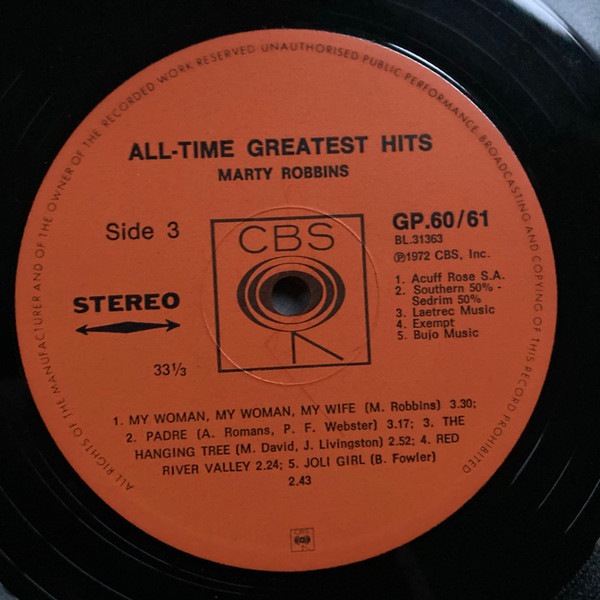 ALL RIGHTS OF THE MANUFACTURER AND OF THE OWNER OF THE RECORDED WORK RESERVED UNAUTHORISED PUBLIC PERFORMANCE BROADCASTING AND COPYING OF THIS RECORD PROHIBITED
ALL-TIME GREATEST HITS
MARTY ROBBINS
Side 3
CBS
GP.60/61
BL.31363
℗1972 CBS, Inc.
1. Acuff Rose S.A.
2. Southern 50% -
Sedrim 50%
3. Laetrec Music
4. Exempt
5. Bujo Music
STEREO
33⅓
1. MY WOMAN, MY WOMAN, MY WIFE (M. Robbins) 3.30;
2. PADRE (A. Romans, P. F. Webster) 3.17; 3. THE
HANGING TREE (M. David, J. Livingston) 2.52; 4. RED
RIVER VALLEY 2.24; 5. JOLI GIRL (B. Fowler)
2.43
CBS